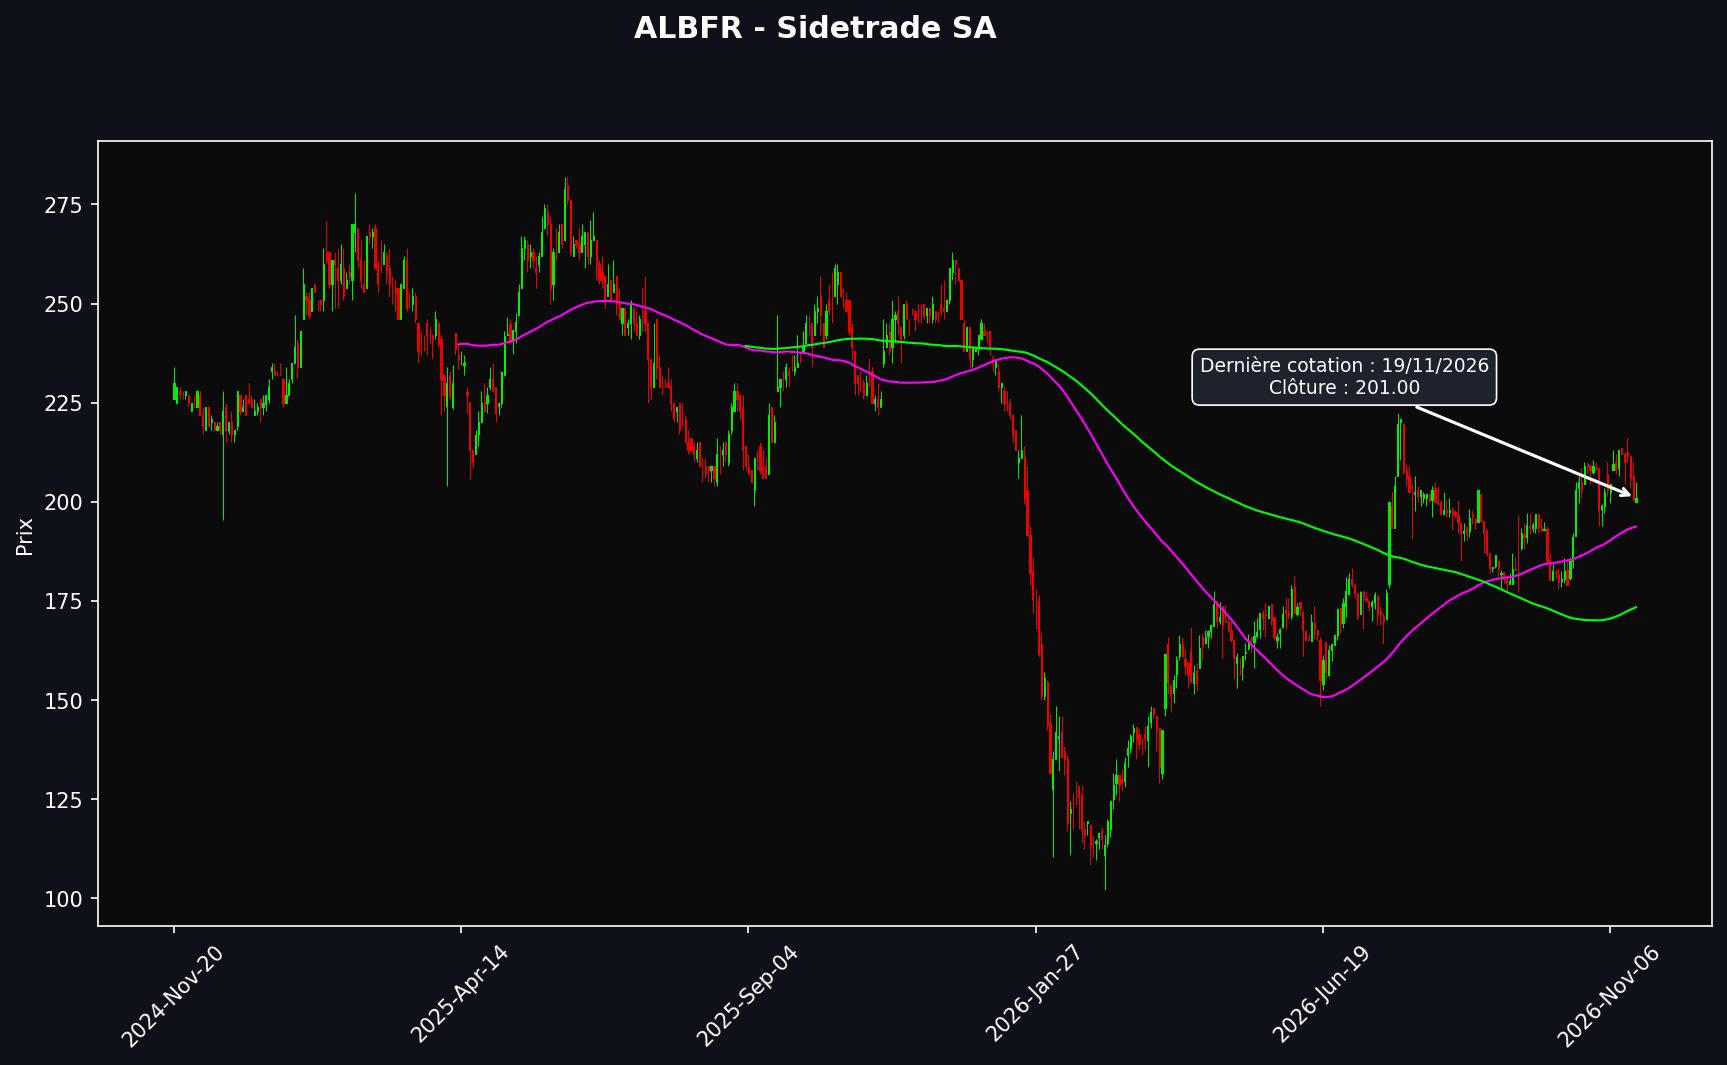 ALBFR - Sidetrade SA
275
250
225
200
175
150
125
100
Prix
Dernière cotation : 19/11/2026
Clôture : 201.00
2024-Nov-20
2025-Apr-14
2025-Sep-04
2026-Jan-27
2026-Jun-19
2026-Nov-06